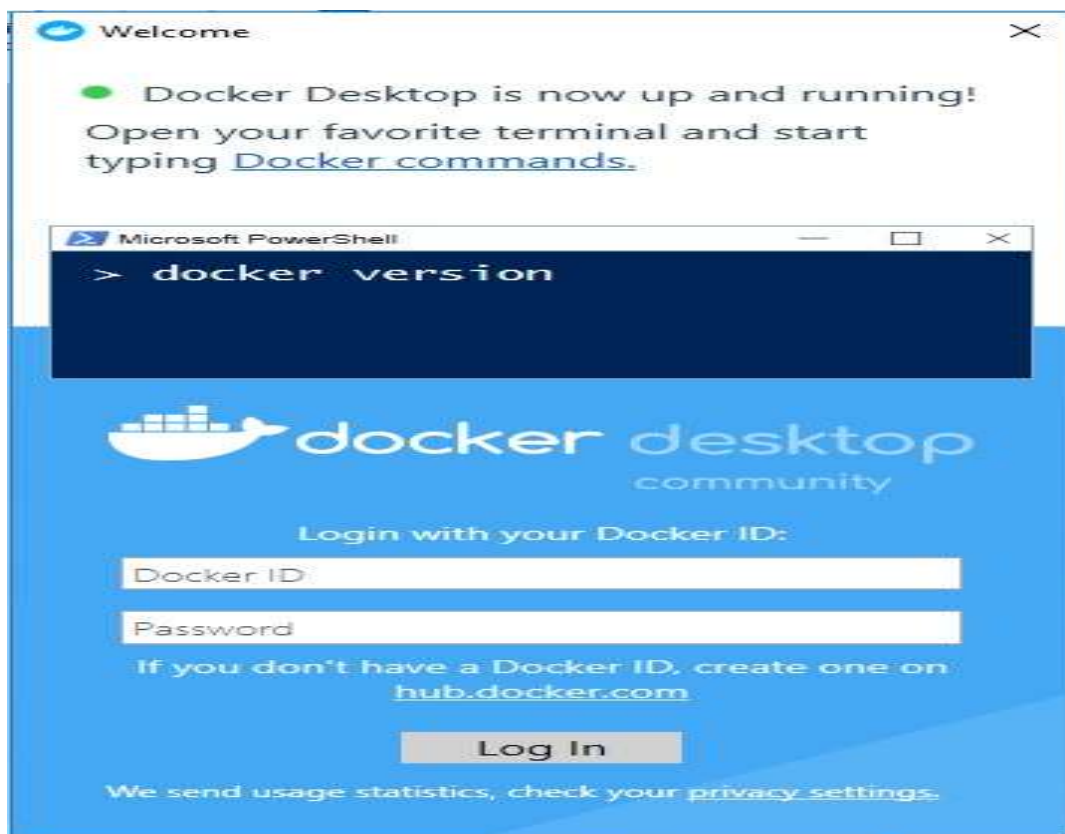 Welcome
Docker Desktop is now up and running!
Open your favorite terminal and start
typing Docker commands.
Microsoft PowerShell
> docker version
docker desktop
community
Login with your Docker ID:
Docker ID
Password
If you don't have a Docker ID, create one on
hub.docker.com
Log In
We send usage statistics, check your privacy settings.